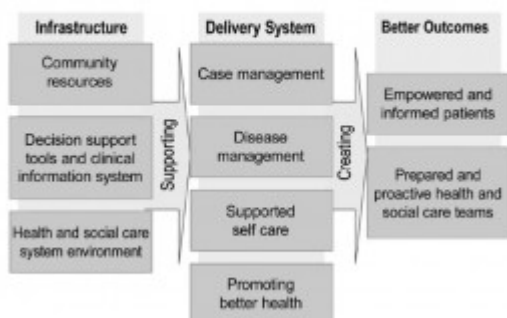 Infrastructure
Community
resources
Decision support
tools and clinical
information system
Health and social care
system environment
Supporting
Delivery System
Case management
Disease
management
Supported
self care
Promoting
better health
Creating
Better Outcomes
Empowered and
informed patients
Prepared and
proactive health and
social care teams